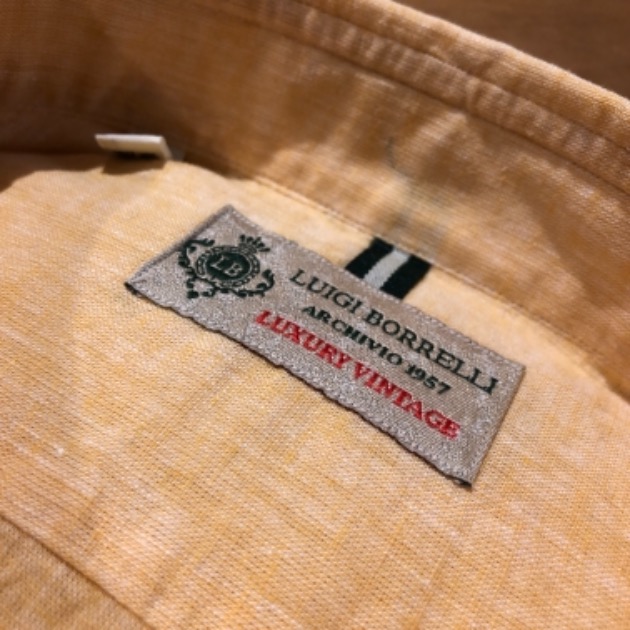 LB
LUIGI BORRELLI
ARCHIVIO 1957
LUXURY VINTAGE